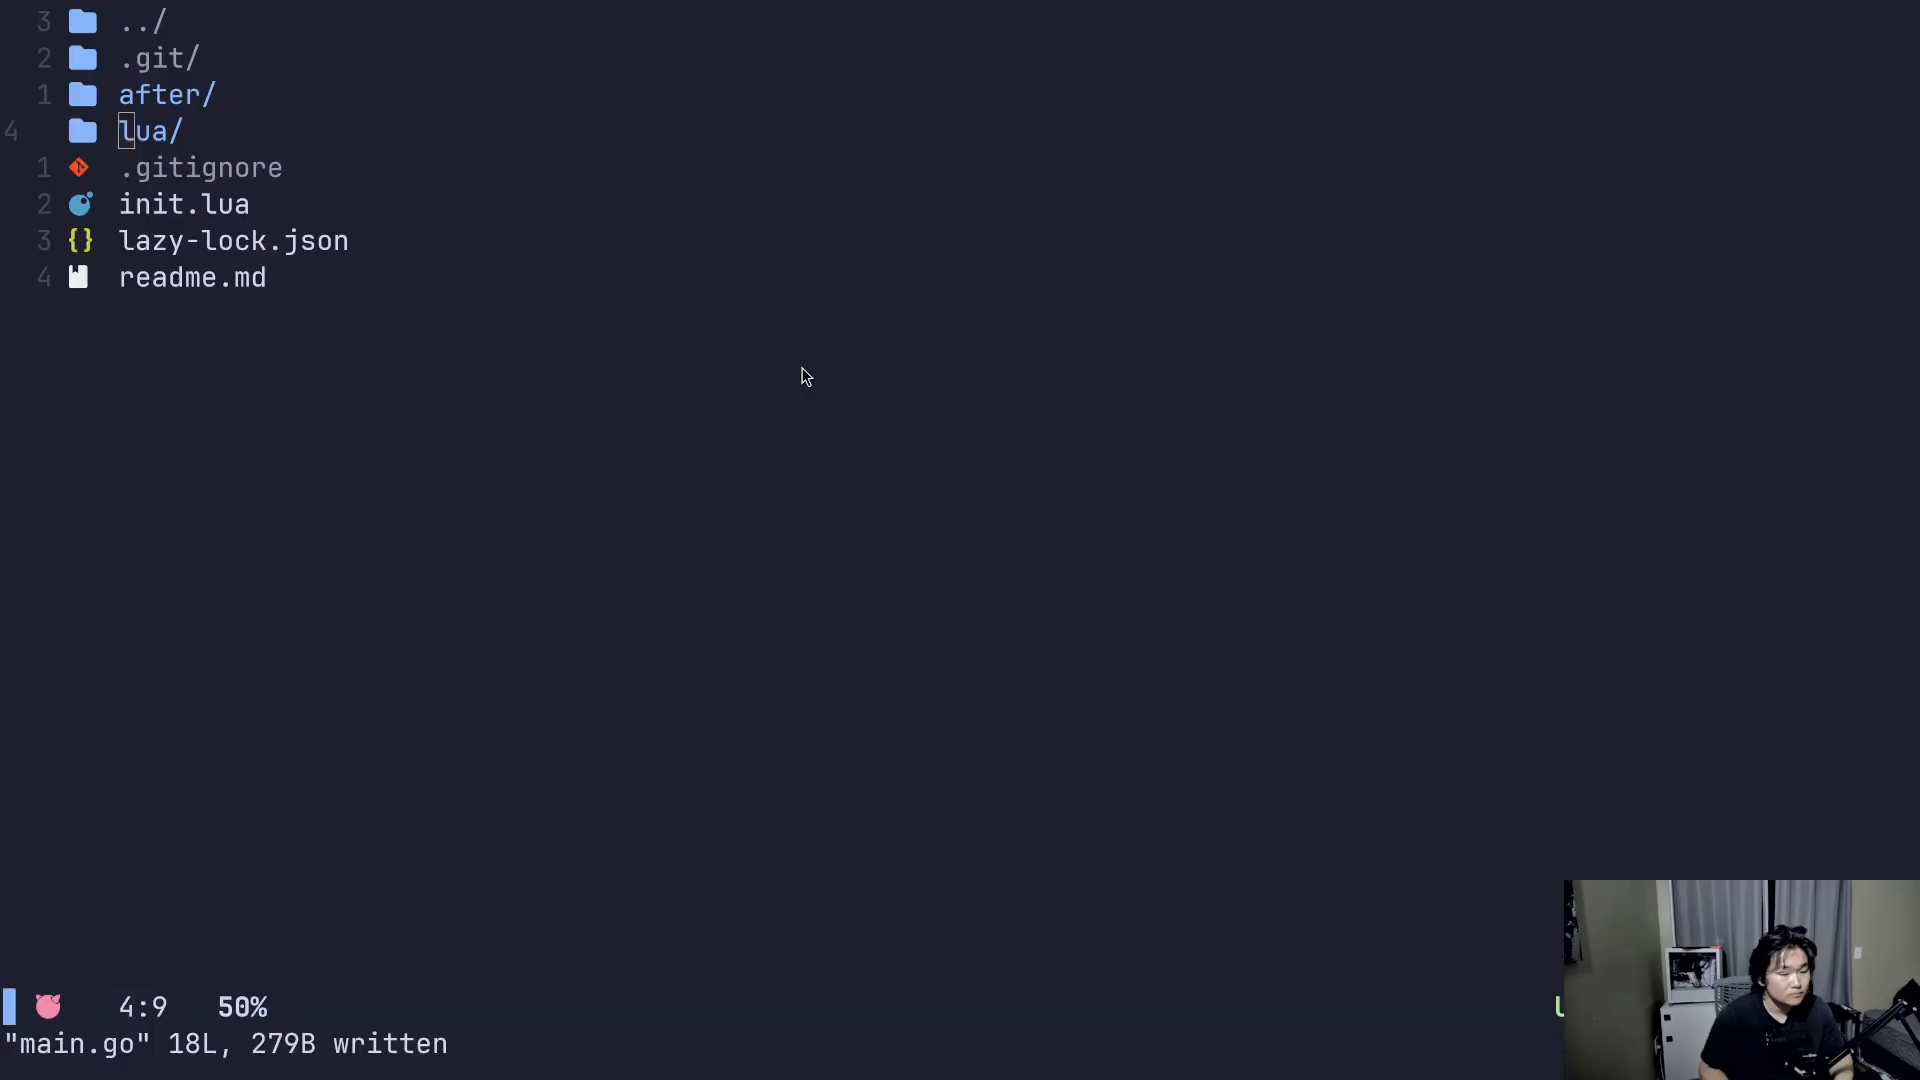 3 ../
2 .git/
1 after/
4 lua/
1 .gitignore
2 init.lua
3 {} lazy-lock.json
4 readme.md
4:9 50%
"main.go" 18L, 279B written